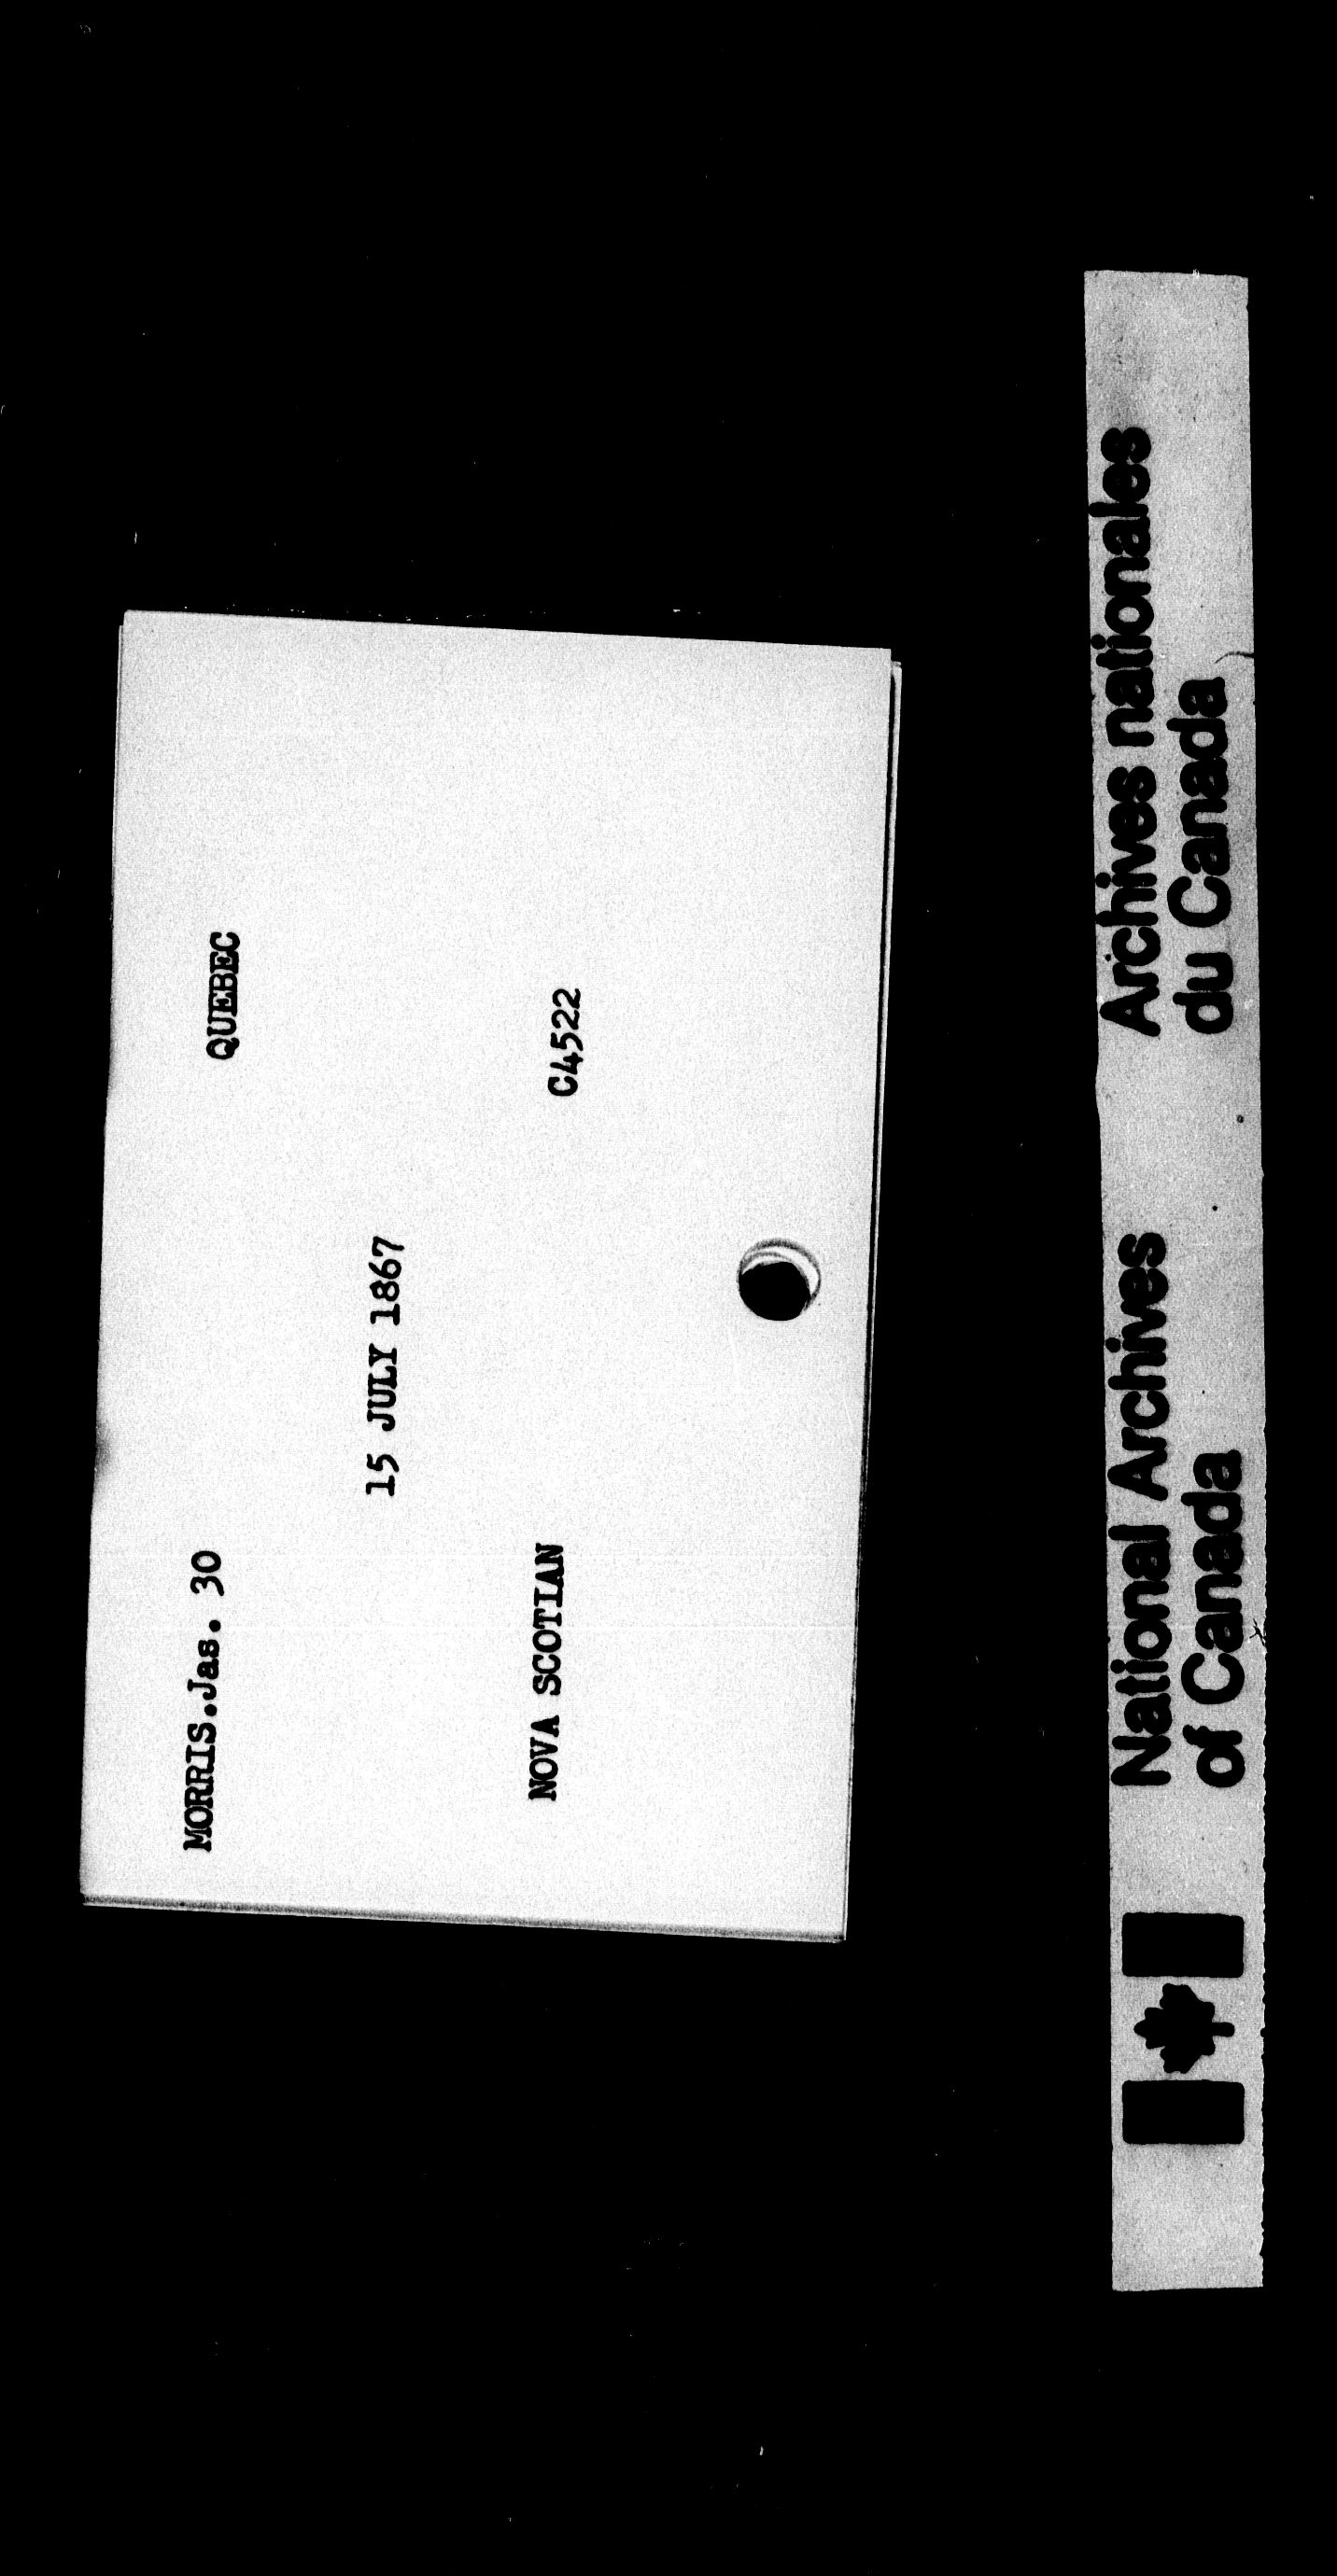 MORRIS.Jas. 30 QUEBEC
15 JULY 1867
NOVA SCOTIAN C4522
National Archives
of Canada
Archives nationales
du Canada